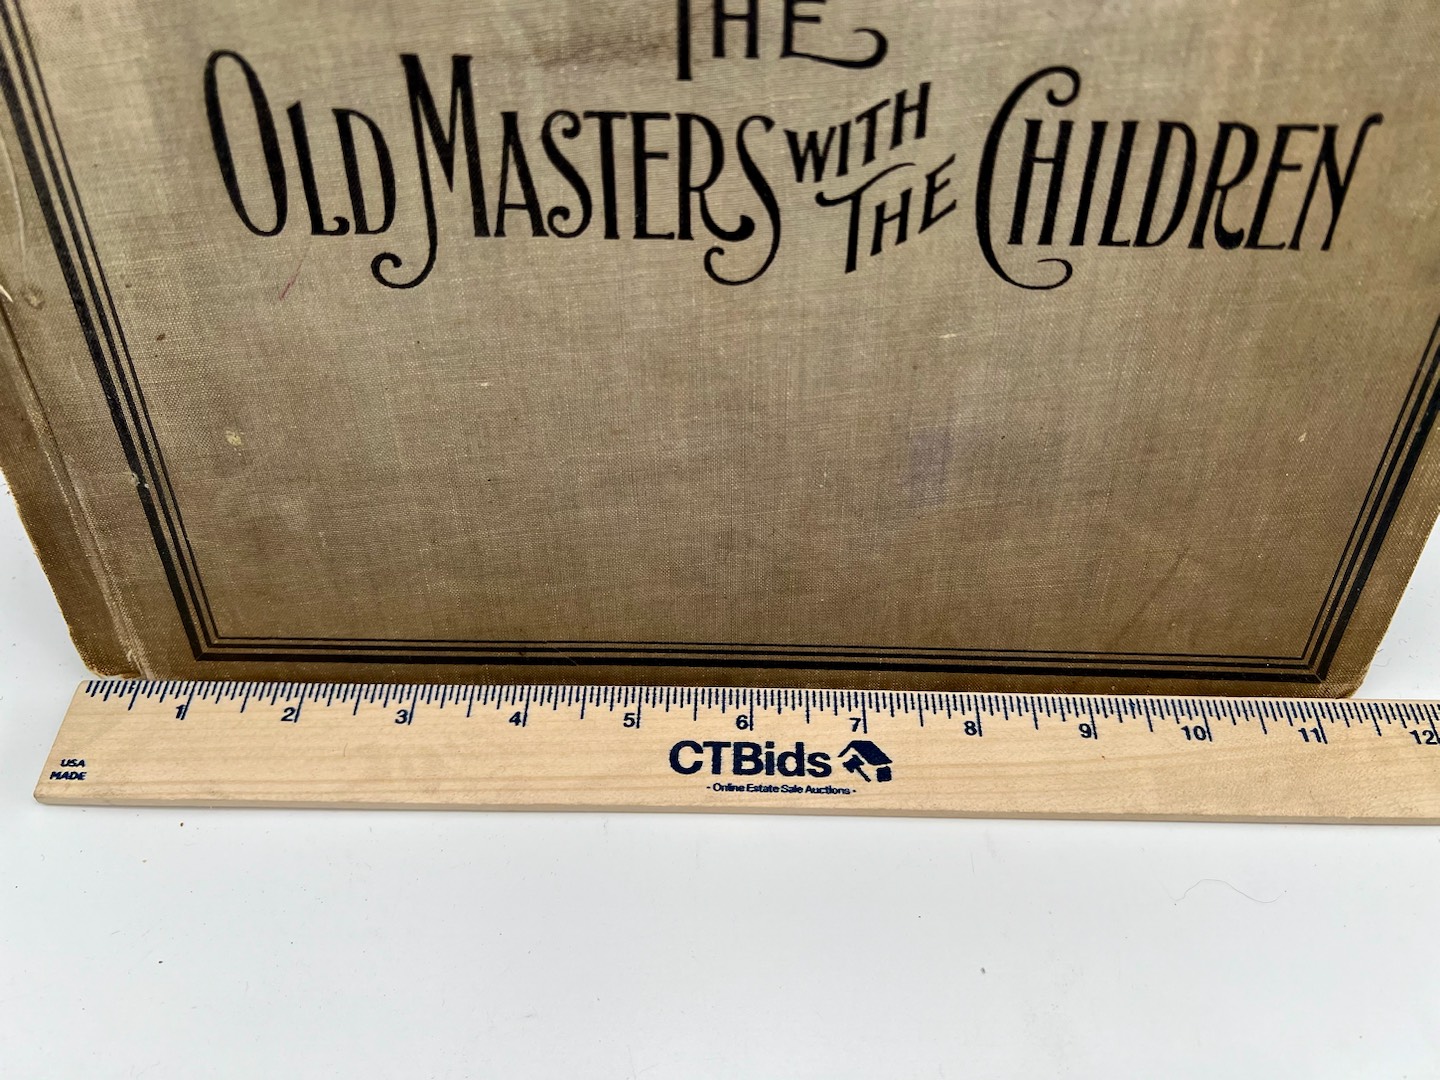 THE
OLD MASTERS WITH THE CHILDREN
1 2 3 4 5 6 7 8 9 10 11 12
USA
MADE
CTBids
- Online Estate Sale Auctions -